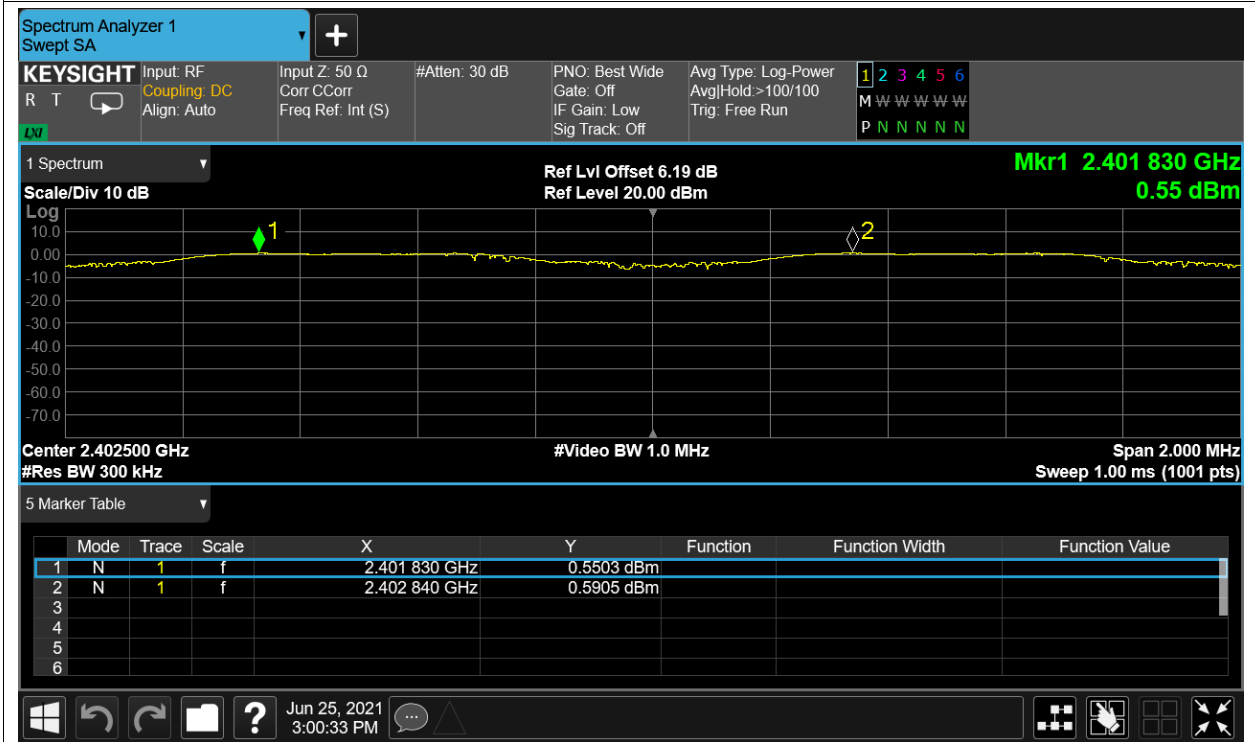 Spectrum Analyzer 1
Swept SA
+
KEYSIGHT
R T
LXI
Input: RF
Coupling: DC
Align: Auto
Input Z: 50 Ω
Corr CCorr
Freq Ref: Int (S)
#Atten: 30 dB
PNO: Best Wide
Gate: Off
IF Gain: Low
Sig Track: Off
Avg Type: Log-Power
Avg|Hold:>100/100
Trig: Free Run
1 2 3 4 5 6
M W W W W W
P N N N N N
1 Spectrum
Scale/Div 10 dB
Ref Lvl Offset 6.19 dB
Ref Level 20.00 dBm
Mkr1 2.401 830 GHz
0.55 dBm
Log
10.0
0.00
-10.0
-20.0
-30.0
-40.0
-50.0
-60.0
-70.0
1
2
Center 2.402500 GHz
#Res BW 300 kHz
#Video BW 1.0 MHz
Span 2.000 MHz
Sweep 1.00 ms (1001 pts)
5 Marker Table
Mode Trace Scale X Y Function Function Width Function Value
1 N 1 f 2.401 830 GHz 0.5503 dBm
2 N 1 f 2.402 840 GHz 0.5905 dBm
3
4
5
6
?
Jun 25, 2021
3:00:33 PM